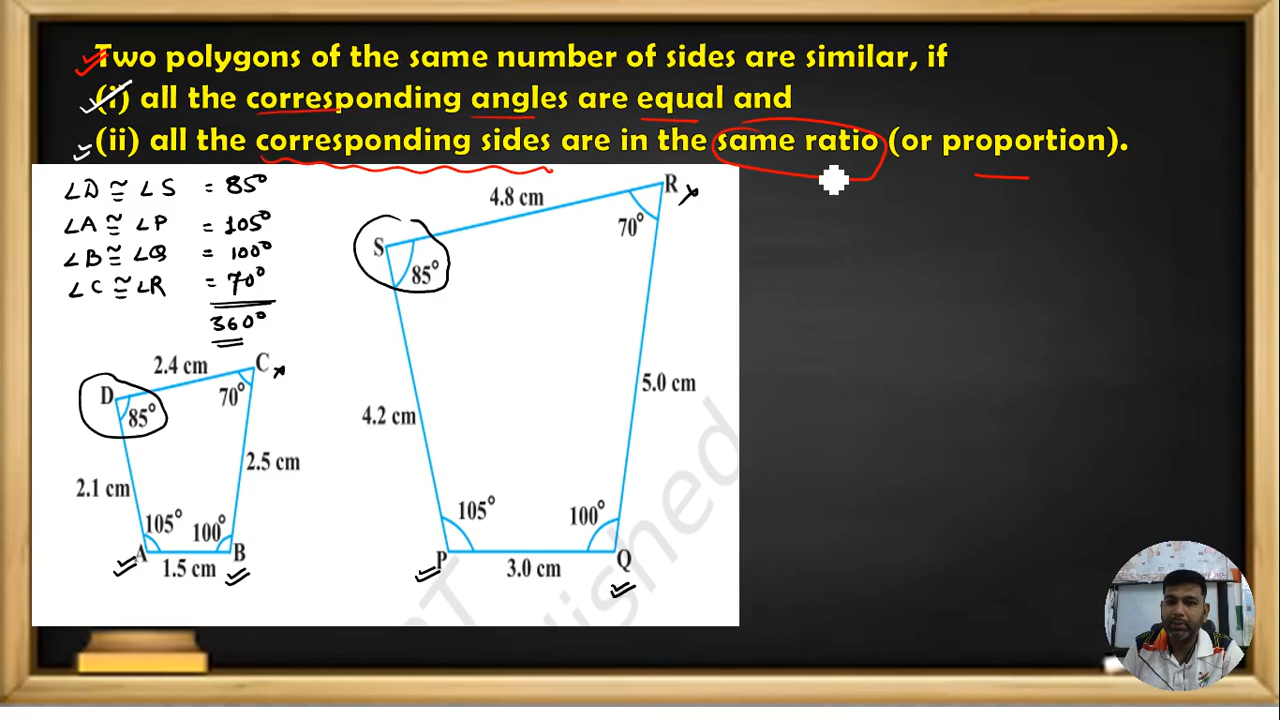 Two polygons of the same number of sides are similar, if
(i) all the corresponding angles are equal and
(ii) all the corresponding sides are in the same ratio (or proportion).
∠D ≅ ∠S = 85°
∠A ≅ ∠P = 105°
∠B ≅ ∠Q = 100°
∠C ≅ ∠R = 70°
360°
D
2.4 cm
C
85°
70°
2.1 cm
2.5 cm
105°
100°
A
B
1.5 cm
S
4.8 cm
R
85°
70°
4.2 cm
5.0 cm
105°
100°
P
Q
3.0 cm